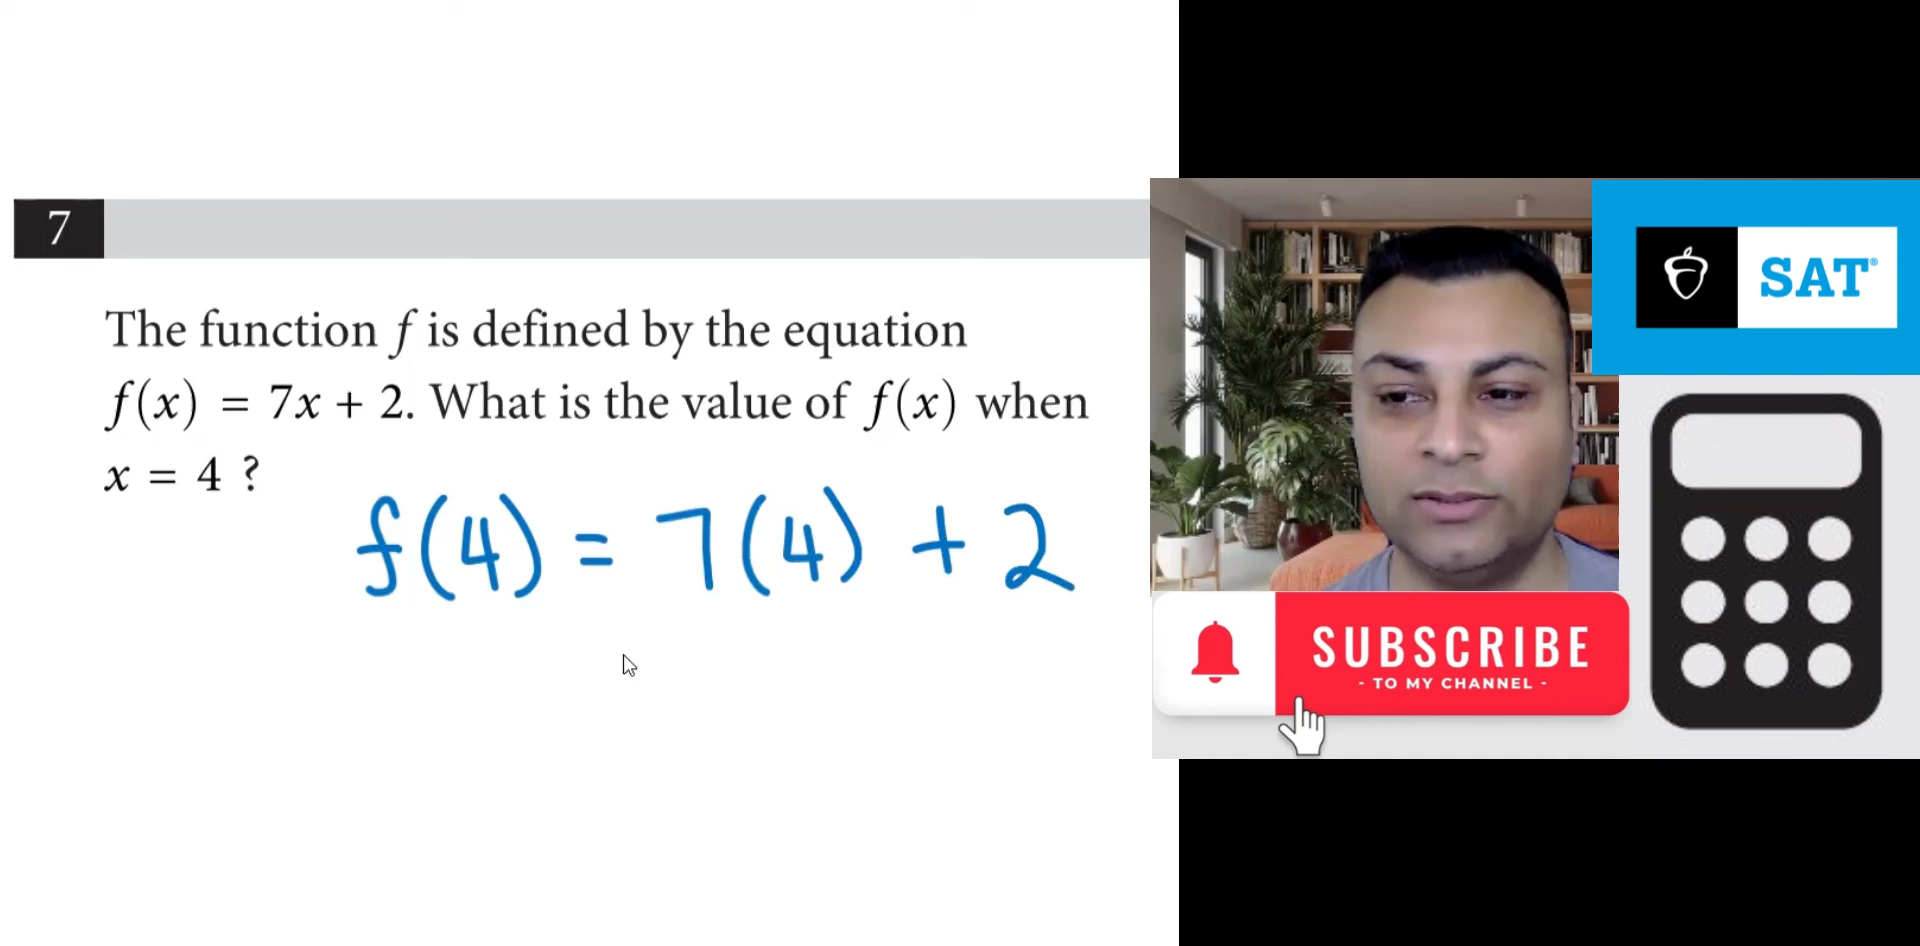 7
The function f is defined by the equation
f(x) = 7x + 2. What is the value of f(x) when
x = 4 ?
f(4) = 7(4) + 2
SAT®
SUBSCRIBE
- TO MY CHANNEL -